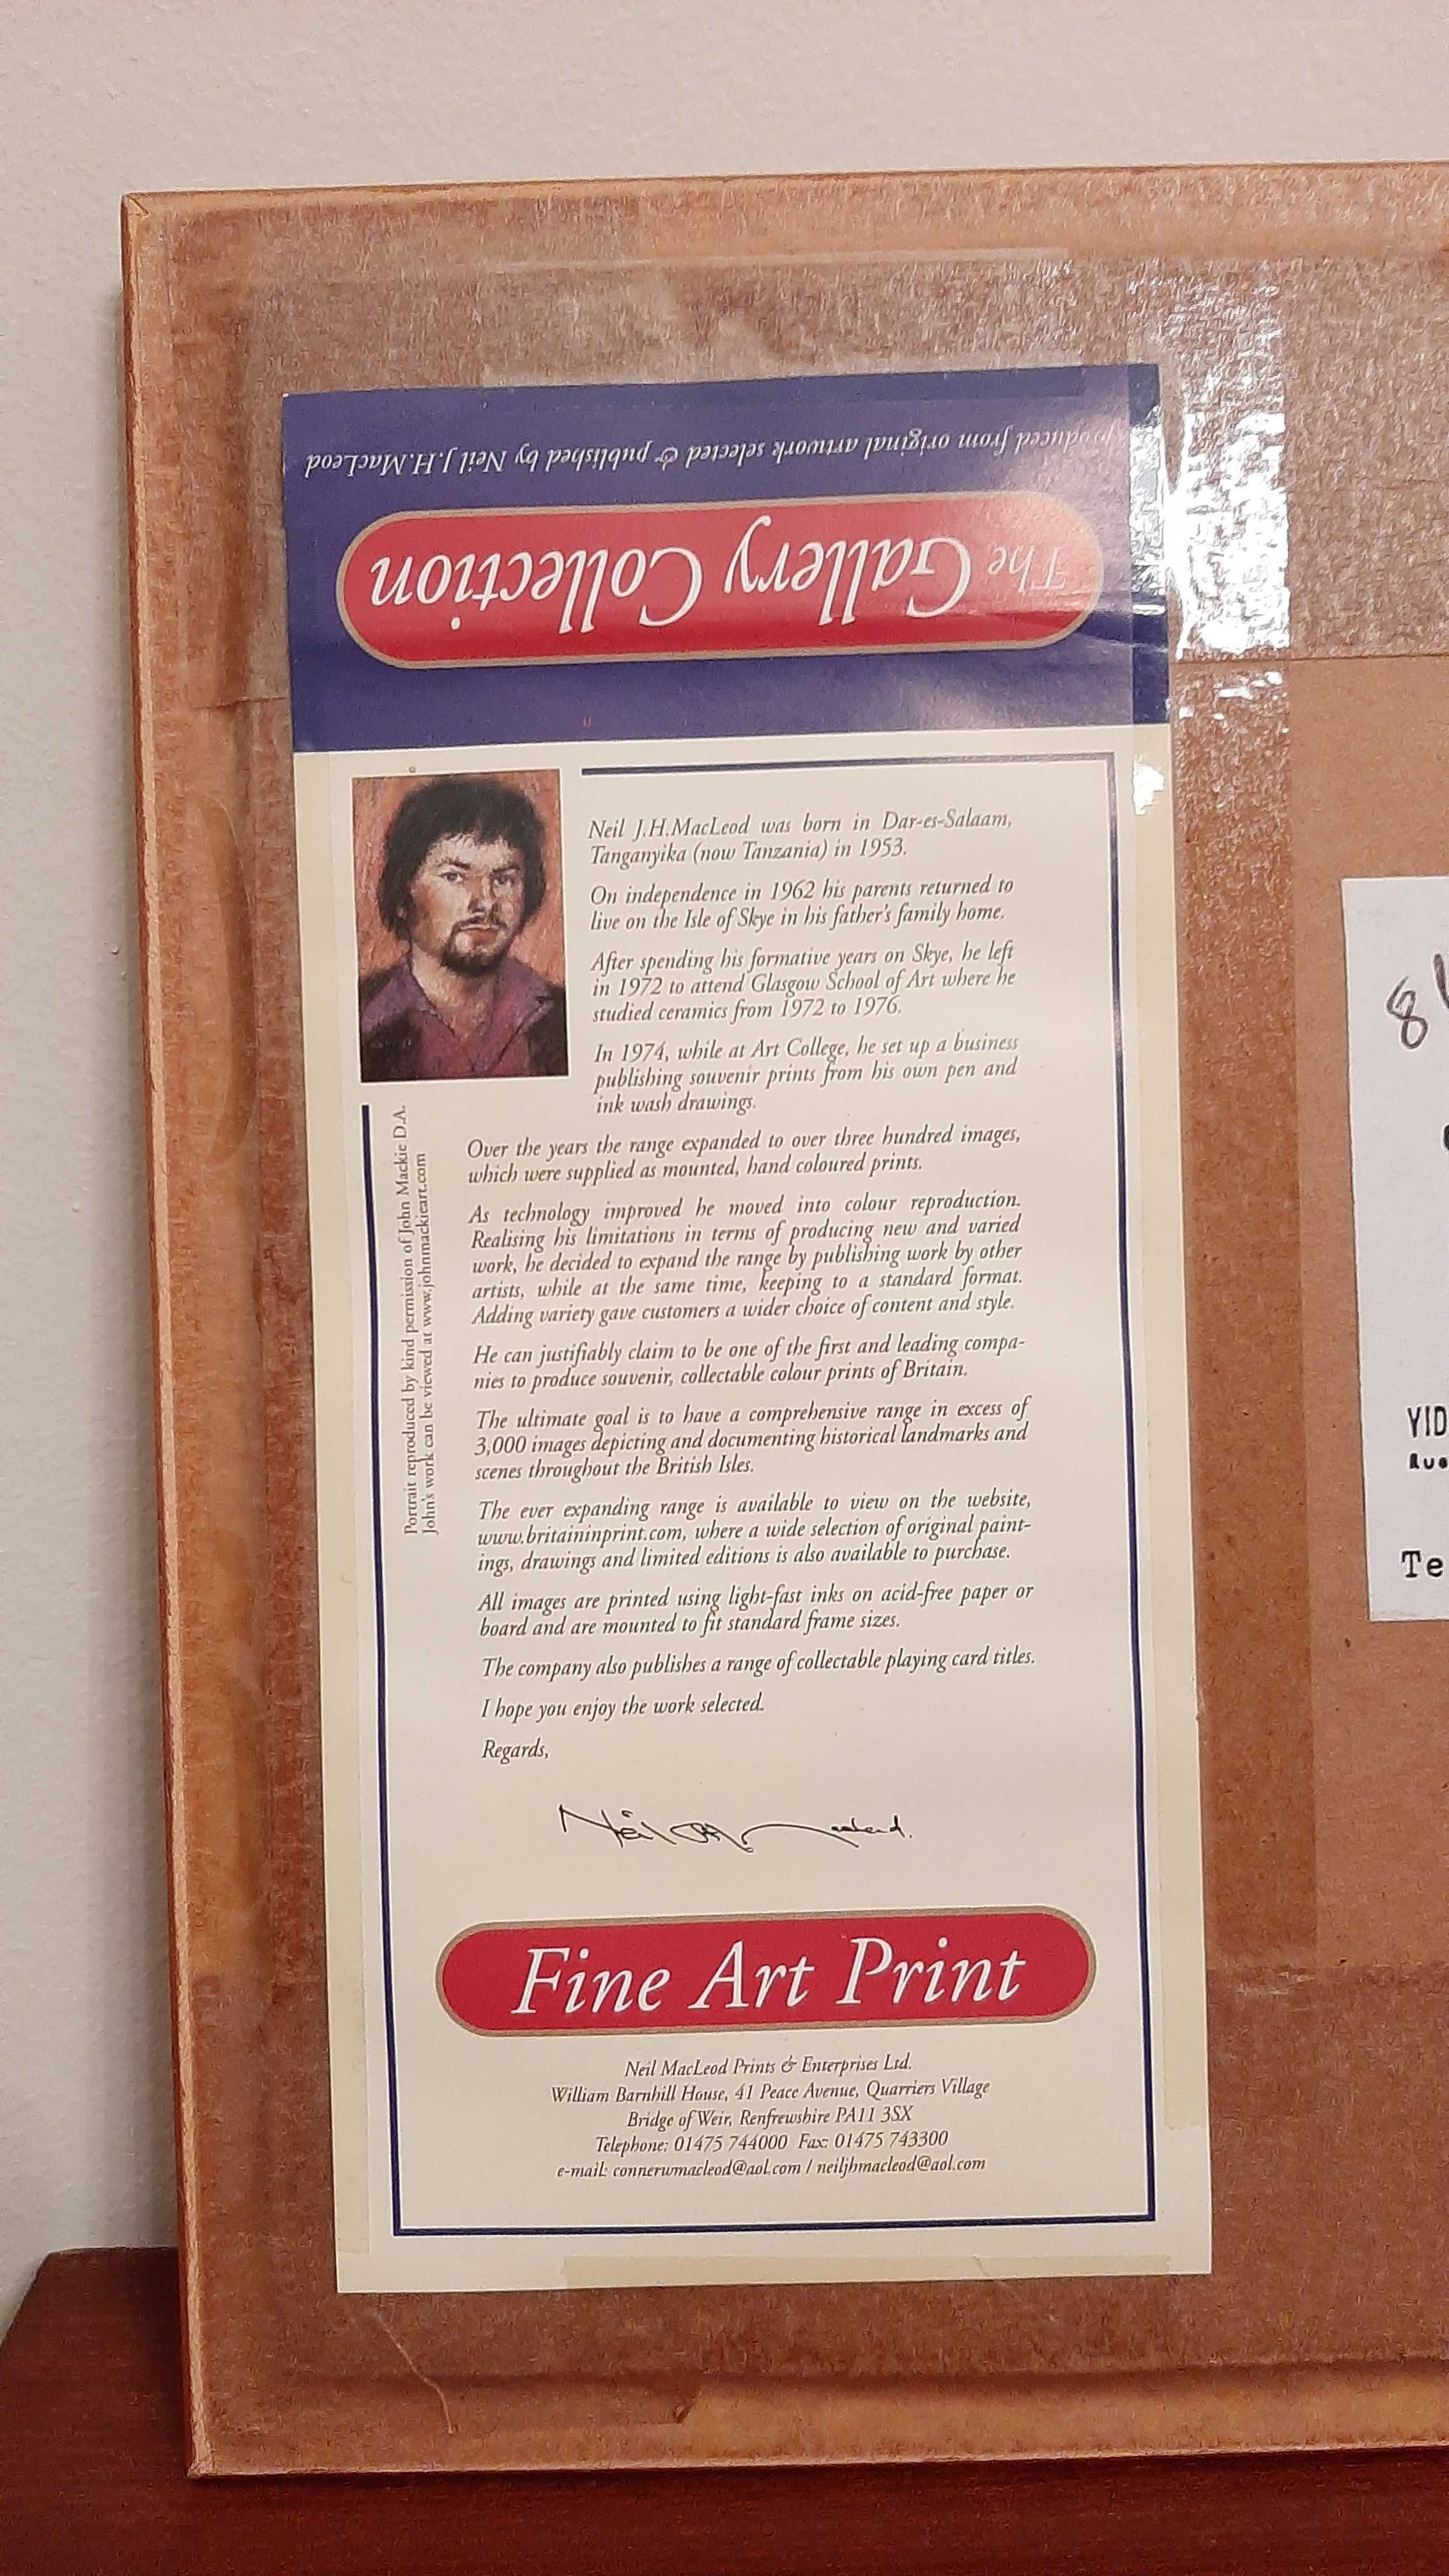 produced from original artwork selected & published by Neil J.H.MacLeod
The Gallery Collection
Neil J.H.MacLeod was born in Dar-es-Salaam,
Tanganyika (now Tanzania) in 1953.
On independence in 1962 his parents returned to
live on the Isle of Skye in his father's family home.
After spending his formative years on Skye, he left
in 1972 to attend Glasgow School of Art where he
studied ceramics from 1972 to 1976.
In 1974, while at Art College, he set up a business
publishing souvenir prints from his own pen and
ink wash drawings.
Over the years the range expanded to over three hundred images,
which were supplied as mounted, hand coloured prints.
As technology improved he moved into colour reproduction.
Realising his limitations in terms of producing new and varied
work, he decided to expand the range by publishing work by other
artists, while at the same time, keeping to a standard format.
Adding variety gave customers a wider choice of content and style.
He can justifiably claim to be one of the first and leading compa-
nies to produce souvenir, collectable colour prints of Britain.
The ultimate goal is to have a comprehensive range in excess of
3,000 images depicting and documenting historical landmarks and
scenes throughout the British Isles.
The ever expanding range is available to view on the website,
www.britaininprint.com, where a wide selection of original paint-
ings, drawings and limited editions is also available to purchase.
All images are printed using light-fast inks on acid-free paper or
board and are mounted to fit standard frame sizes.
The company also publishes a range of collectable playing card titles.
I hope you enjoy the work selected.
Regards,
Portrait reproduced by kind permission of John Mackie D.A.
John's work can be viewed at www.johnmackieart.com
Fine Art Print
Neil MacLeod Prints & Enterprises Ltd.
William Barnhill House, 41 Peace Avenue, Quarriers Village
Bridge of Weir, Renfrewshire PA11 3SX
Telephone: 01475 744000 Fax: 01475 743300
e-mail: connerwmacleod@aol.com / neiljhmacleod@aol.com
8
VID
Te